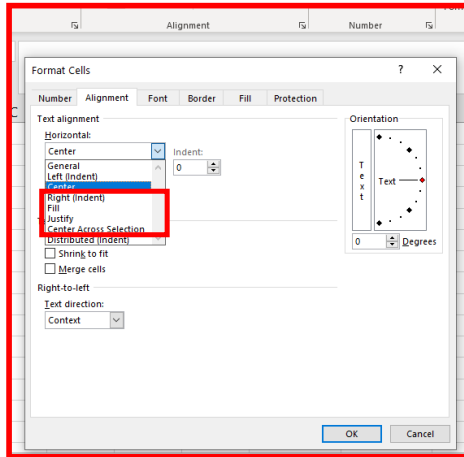 Alignment
Number
Format Cells
?
Number Alignment Font Border Fill Protection
Text alignment
Orientation
Horizontal:
Center
Indent:
0
General
Left (Indent)
Center
Right (Indent)
Fill
Justify
Center Across Selection
Distributed (Indent)
Shrink to fit
Merge cells
Text
Text
0
Degrees
Right-to-left
Text direction:
Context
OK
Cancel